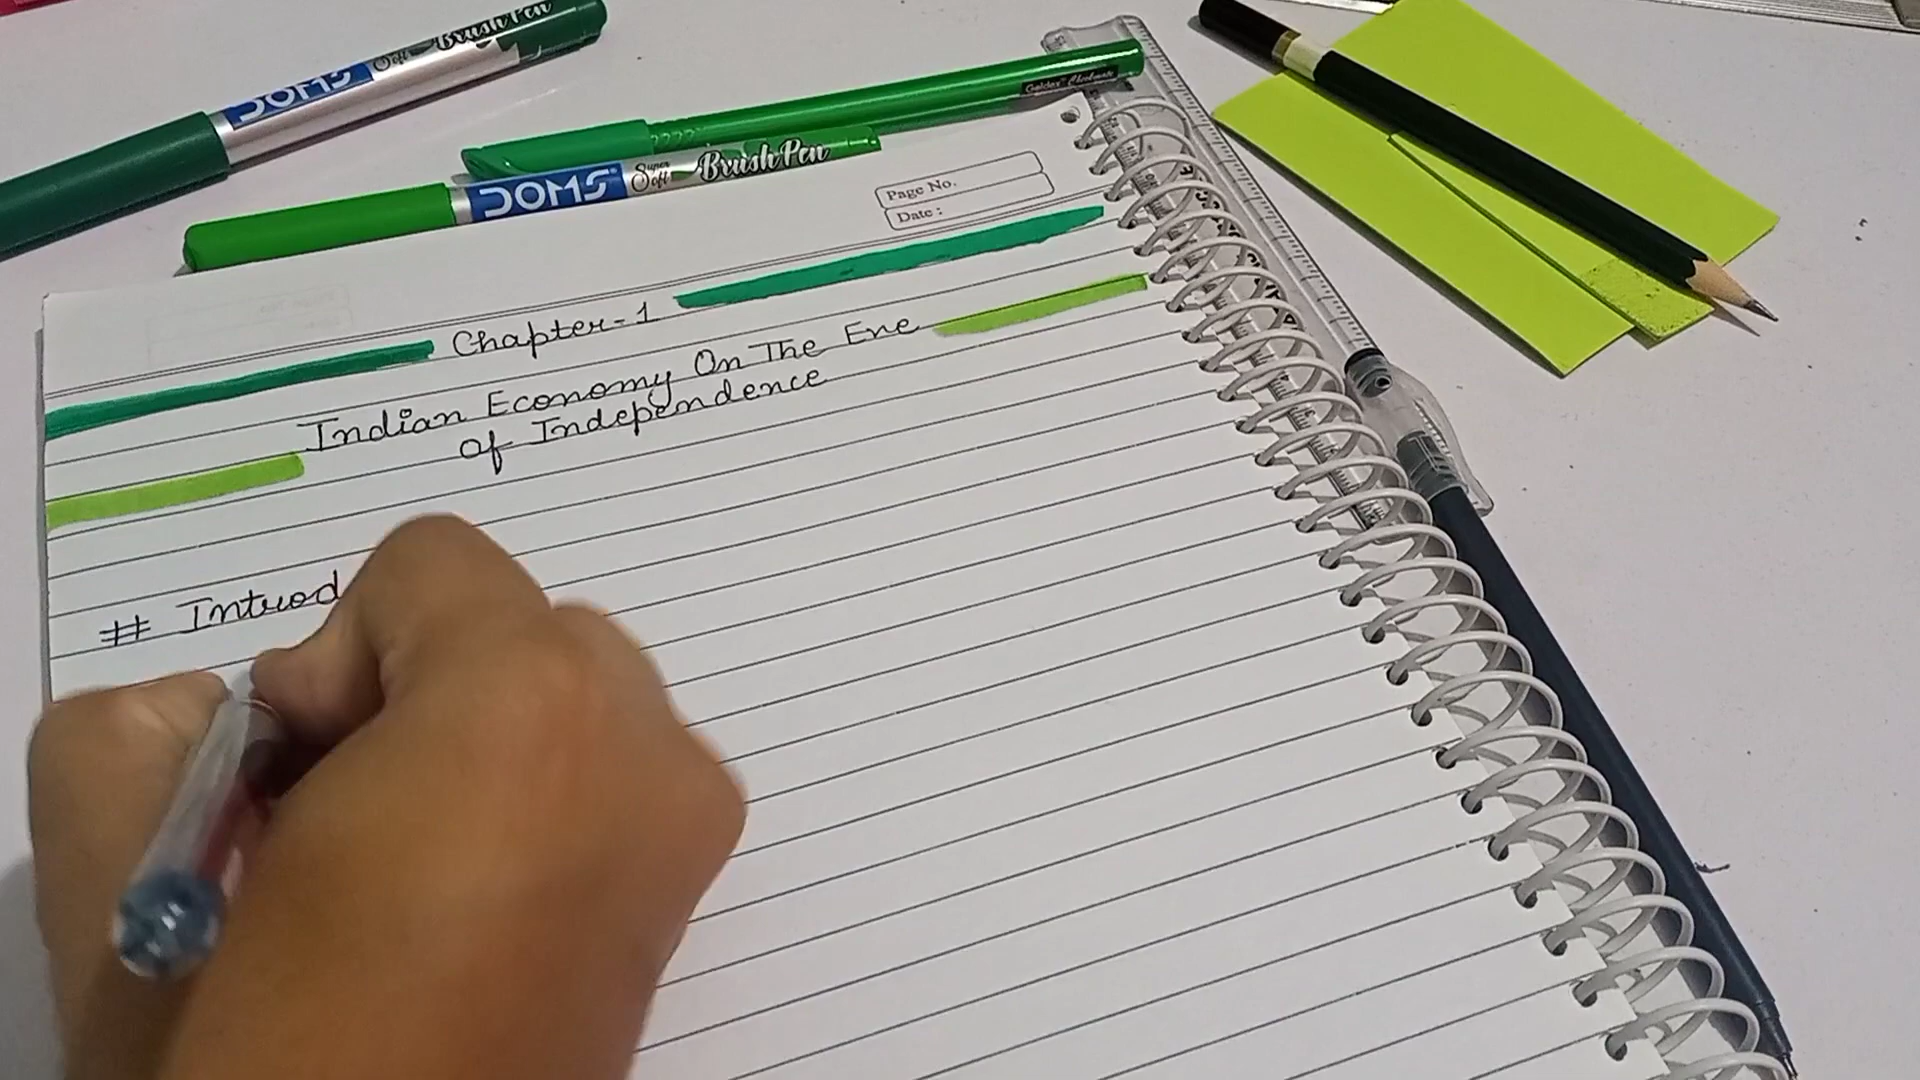 DOMS Soft Brush Pen
Goldex
DOMS Super Soft Brush Pen
Page No.
Date :
Chapter-1
Indian Economy On The Eve
of Independence
# Introd